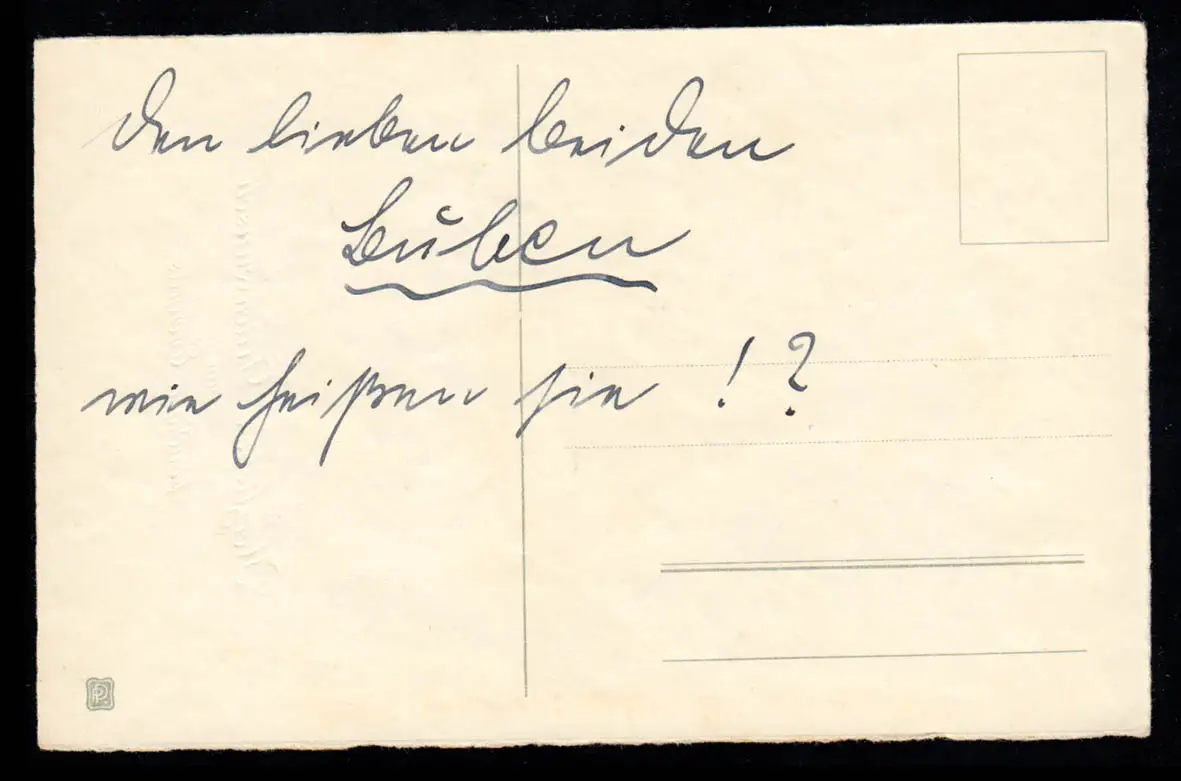 den lieben beiden
Buben
wie heißen sie !?